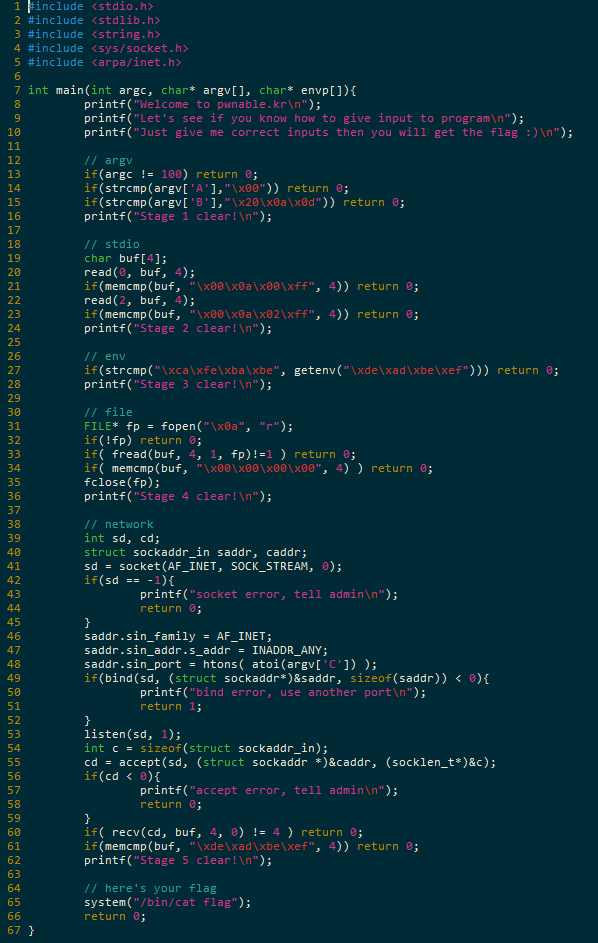 1 #include <stdio.h>
2 #include <stdlib.h>
3 #include <string.h>
4 #include <sys/socket.h>
5 #include <arpa/inet.h>
6
7 int main(int argc, char* argv[], char* envp[]){
8         printf("Welcome to pwnable.kr\n");
9         printf("Let's see if you know how to give input to program\n");
10         printf("Just give me correct inputs then you will get the flag :)\n");
11
12         // argv
13         if(argc != 100) return 0;
14         if(strcmp(argv['A'],"\x00")) return 0;
15         if(strcmp(argv['B'],"\x20\x0a\x0d")) return 0;
16         printf("Stage 1 clear!\n");
17
18         // stdio
19         char buf[4];
20         read(0, buf, 4);
21         if(memcmp(buf, "\x00\x0a\x00\xff", 4)) return 0;
22         read(2, buf, 4);
23         if(memcmp(buf, "\x00\x0a\x02\xff", 4)) return 0;
24         printf("Stage 2 clear!\n");
25
26         // env
27         if(strcmp("\xca\xfe\xba\xbe", getenv("\xde\xad\xbe\xef"))) return 0;
28         printf("Stage 3 clear!\n");
29
30         // file
31         FILE* fp = fopen("\x0a", "r");
32         if(!fp) return 0;
33         if( fread(buf, 4, 1, fp)!=1 ) return 0;
34         if( memcmp(buf, "\x00\x00\x00\x00", 4) ) return 0;
35         fclose(fp);
36         printf("Stage 4 clear!\n");
37
38         // network
39         int sd, cd;
40         struct sockaddr_in saddr, caddr;
41         sd = socket(AF_INET, SOCK_STREAM, 0);
42         if(sd == -1){
43                 printf("socket error, tell admin\n");
44                 return 0;
45         }
46         saddr.sin_family = AF_INET;
47         saddr.sin_addr.s_addr = INADDR_ANY;
48         saddr.sin_port = htons( atoi(argv['C']) );
49         if(bind(sd, (struct sockaddr*)&saddr, sizeof(saddr)) < 0){
50                 printf("bind error, use another port\n");
51                 return 1;
52         }
53         listen(sd, 1);
54         int c = sizeof(struct sockaddr_in);
55         cd = accept(sd, (struct sockaddr *)&caddr, (socklen_t*)&c);
56         if(cd < 0){
57                 printf("accept error, tell admin\n");
58                 return 0;
59         }
60         if( recv(cd, buf, 4, 0) != 4 ) return 0;
61         if(memcmp(buf, "\xde\xad\xbe\xef", 4)) return 0;
62         printf("Stage 5 clear!\n");
63
64         // here's your flag
65         system("/bin/cat flag");
66         return 0;
67 }